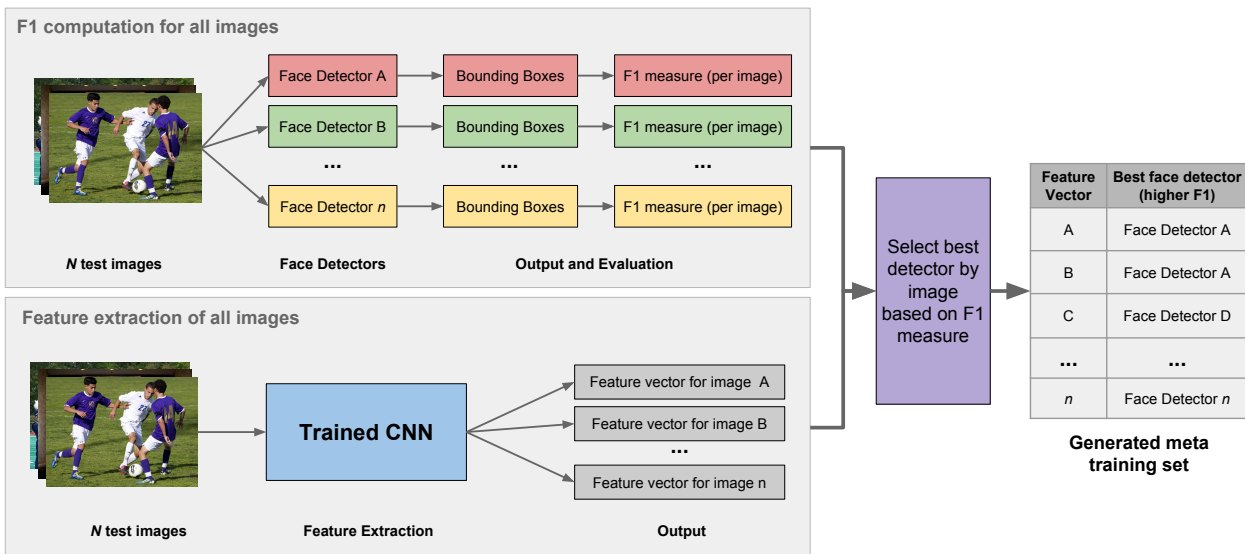 F1 computation for all images
Face Detector A
Bounding Boxes
F1 measure (per image)
Face Detector B
Bounding Boxes
F1 measure (per image)
...
...
...
Face Detector n
Bounding Boxes
F1 measure (per image)
N test images
Face Detectors
Output and Evaluation
Feature extraction of all images
Trained CNN
Feature vector for image A
Feature vector for image B
...
Feature vector for image n
N test images
Feature Extraction
Output
Select best
detector by
image
based on F1
measure
Feature
Vector
Best face detector
(higher F1)
A
Face Detector A
B
Face Detector A
C
Face Detector D
...
...
n
Face Detector n
Generated meta
training set